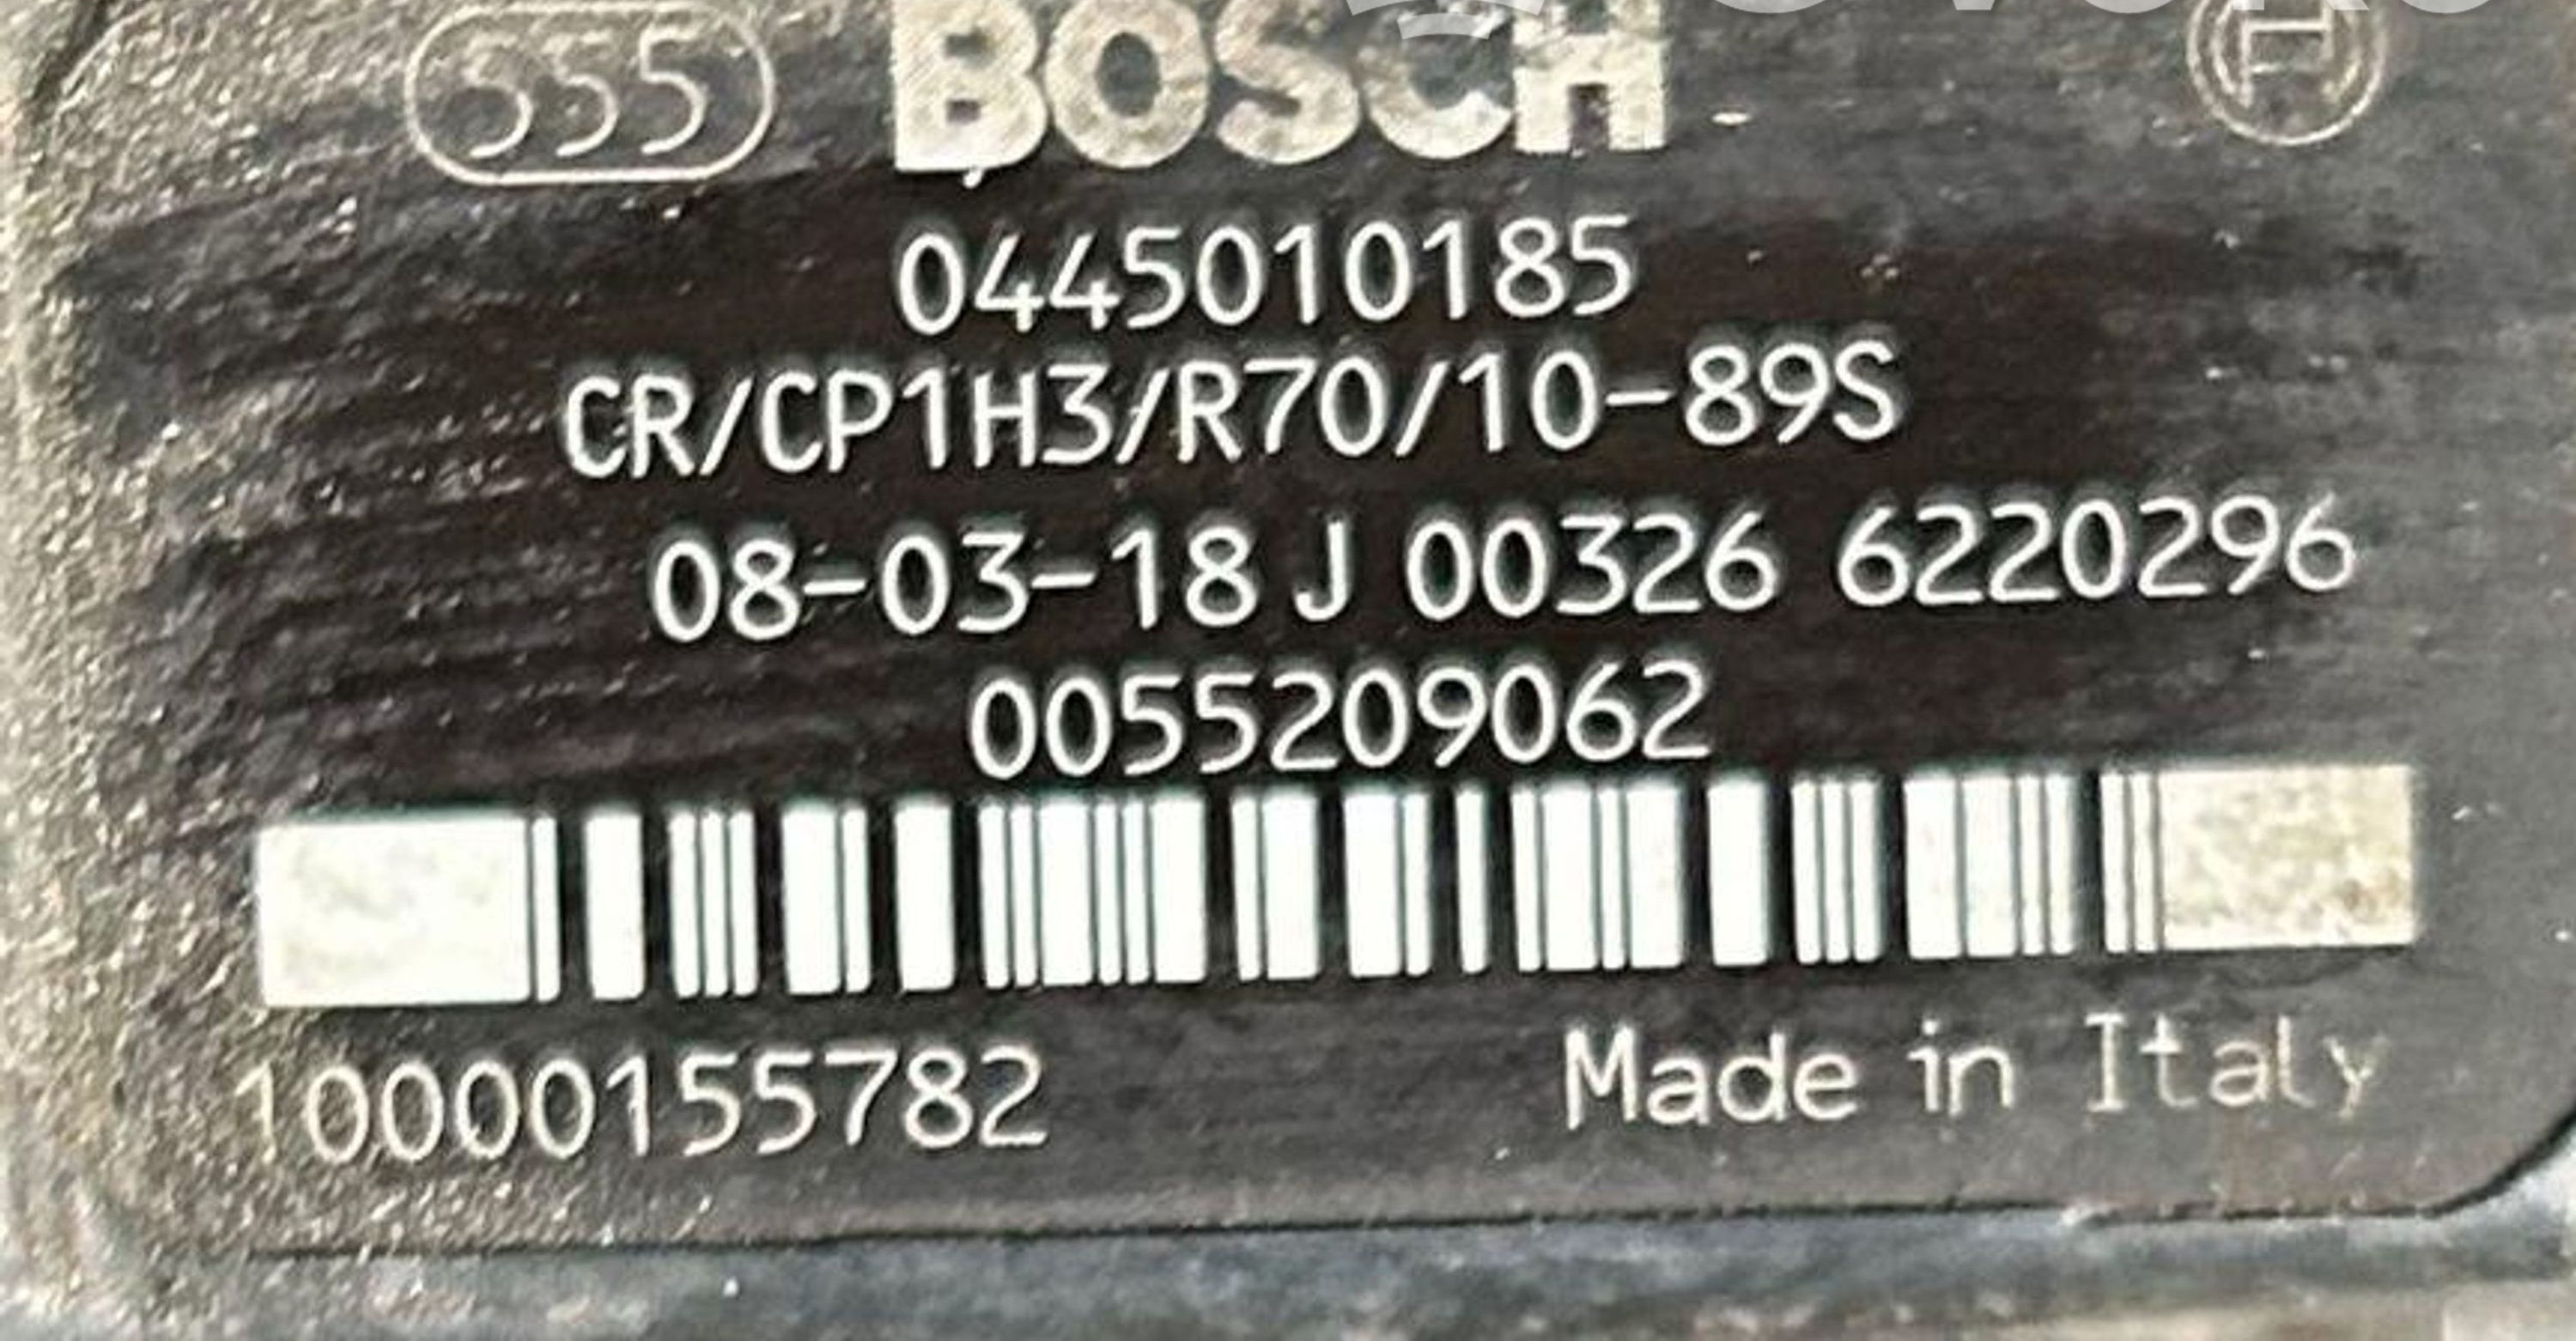 555 BOSCH
0445010185
CR/CP1H3/R70/10-89S
08-03-18 J 00326 6220296
0055209062
10000155782 Made in Italy